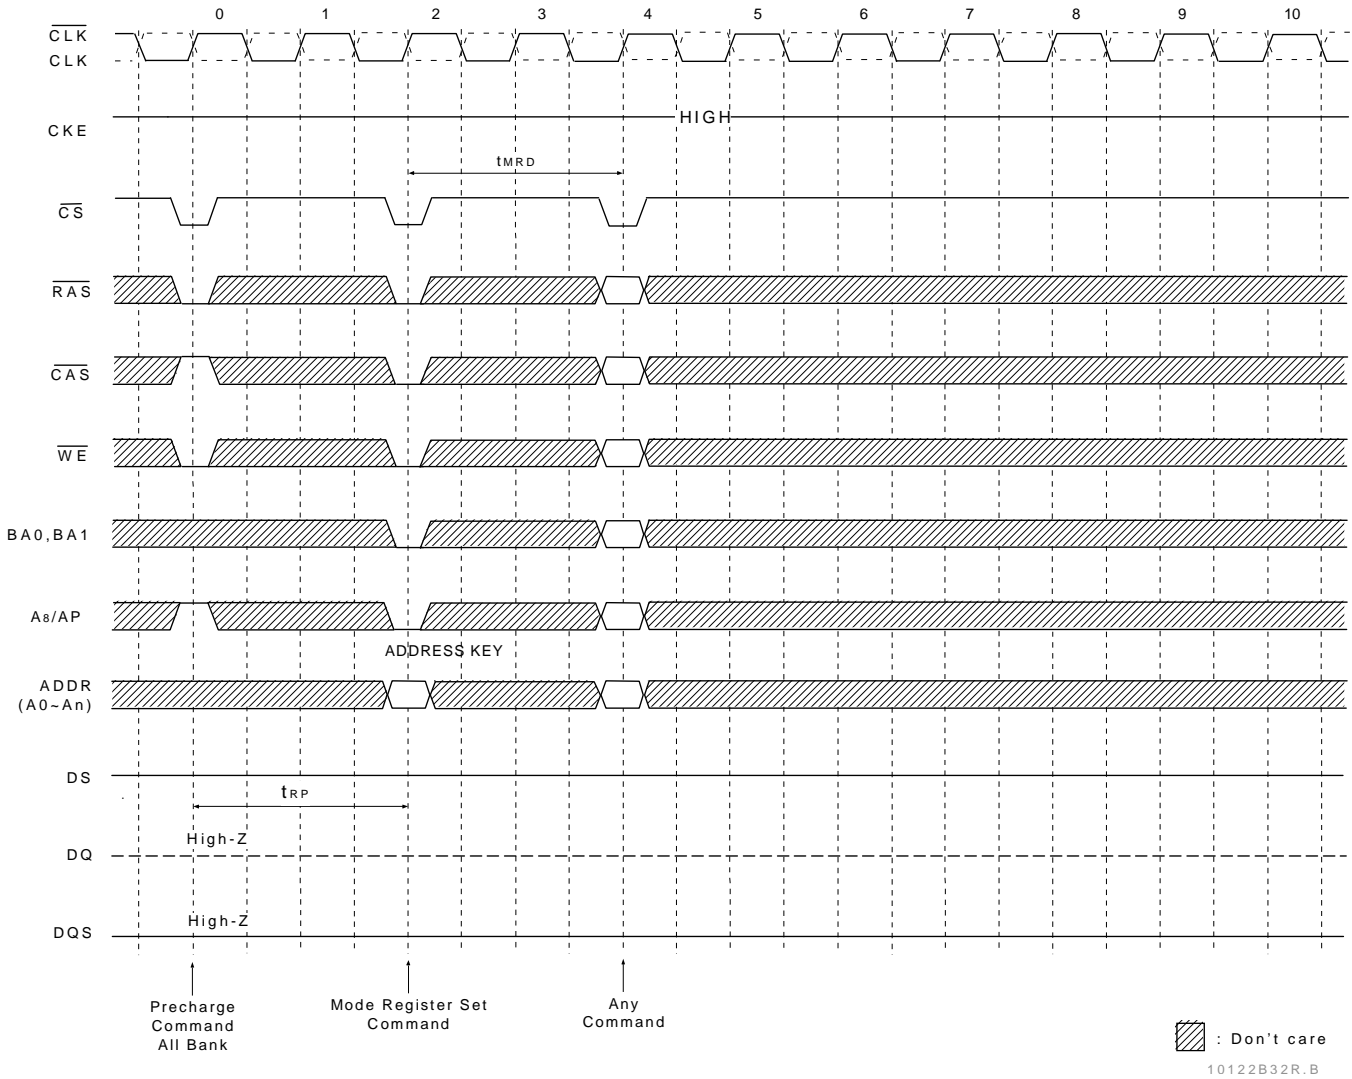 0 1 2 3 4 5 6 7 8 9 10
CLK
CLK
CKE
HIGH
tMRD
CS
RAS
CAS
WE
BA0,BA1
A8/AP
ADDRESS KEY
ADDR
(A0~An)
DS
tRP
High-Z
DQ
High-Z
DQS
Precharge
Command
All Bank
Mode Register Set
Command
Any
Command
: Don't care
10122B32R.B